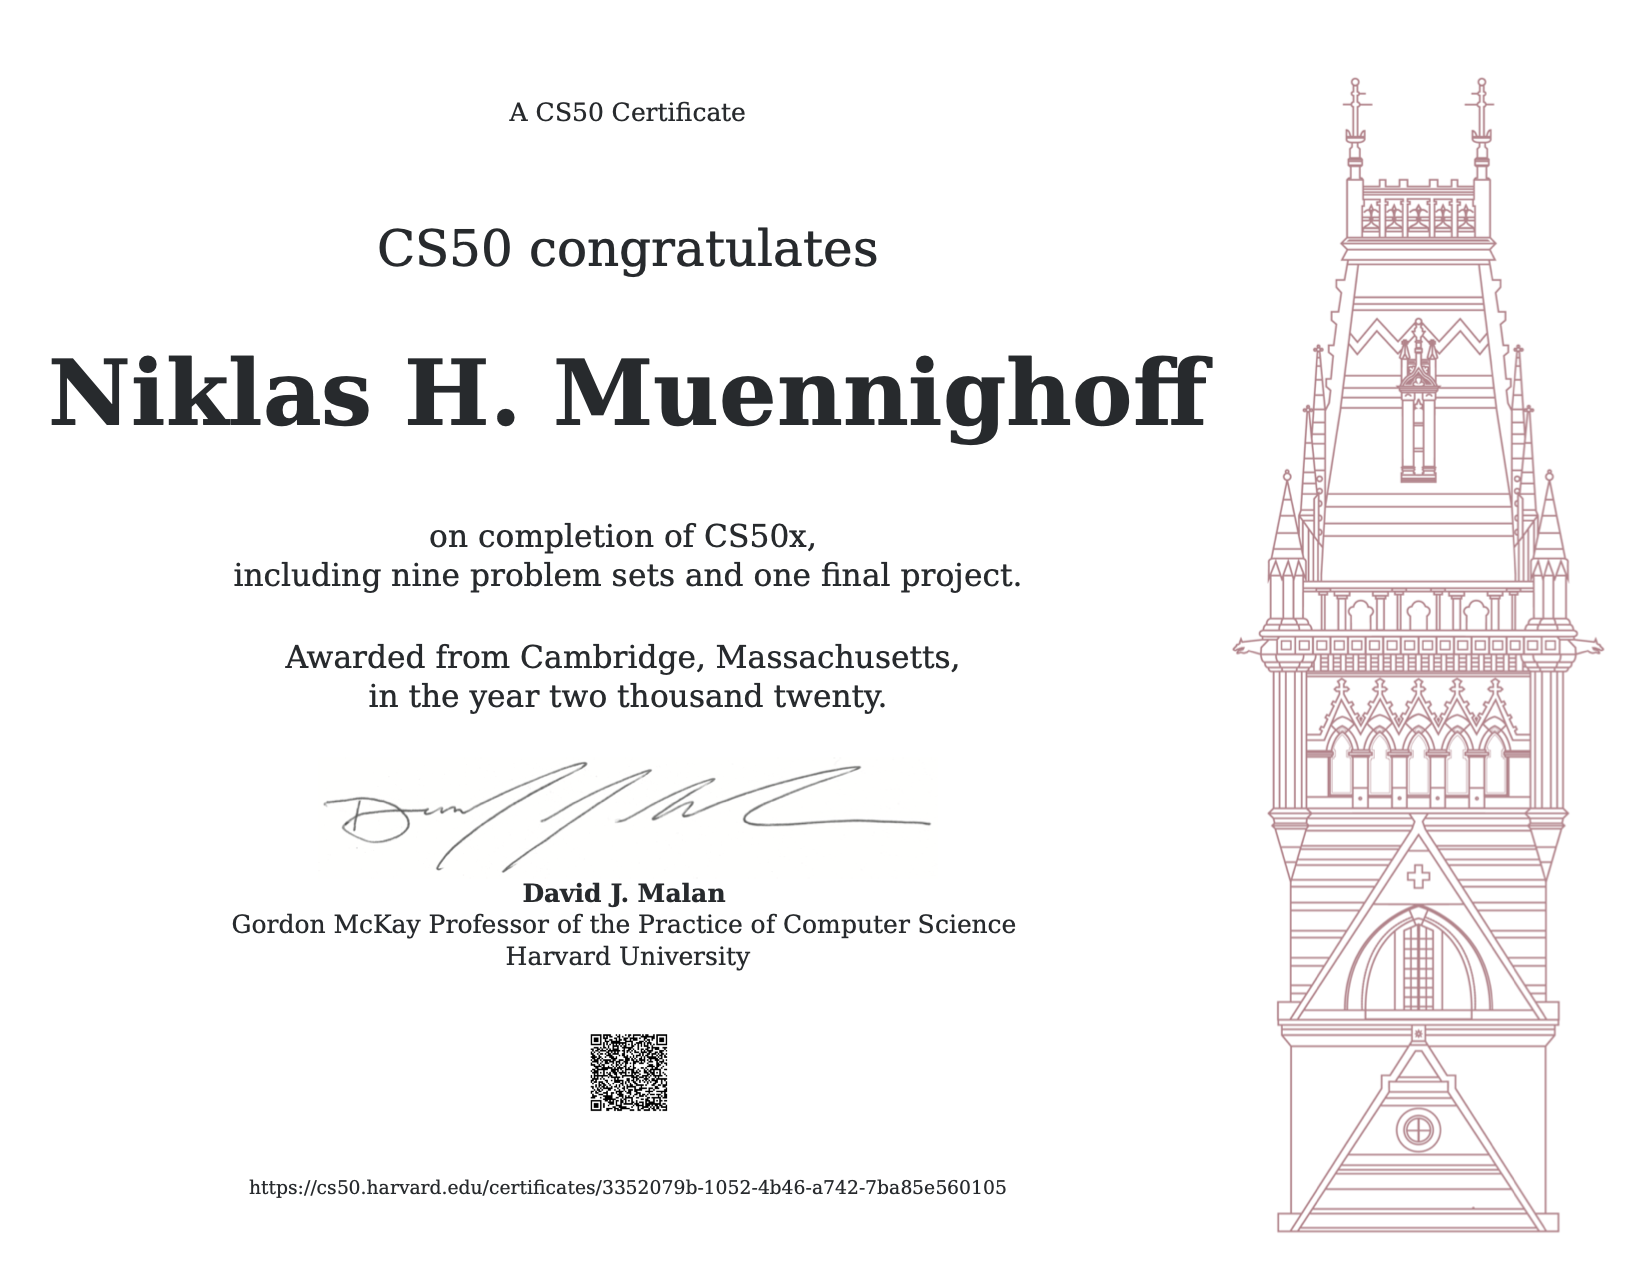 A CS50 Certificate
CS50 congratulates
Niklas H. Muennighoff
on completion of CS50x,
including nine problem sets and one final project.
Awarded from Cambridge, Massachusetts,
in the year two thousand twenty.
David J. Malan
Gordon McKay Professor of the Practice of Computer Science
Harvard University
https://cs50.harvard.edu/certificates/3352079b-1052-4b46-a742-7ba85e560105